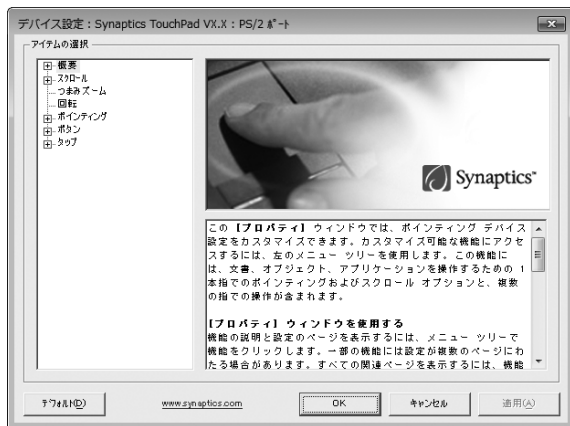 デバイス設定：Synaptics TouchPad VX.X：PS/2 ﾎﾟｰﾄ
アイテムの選択
概要
ｽｸﾛｰﾙ
つまみ ズーム
回転
ポインティング
ボタン
タップ
Synaptics™
この【プロパティ】ウィンドウでは、ポインティング デバイス
設定をカスタマイズできます。カスタマイズ可能な機能にアクセ
スするには、左のメニュー ツリーを使用します。この機能に
は、文書、オブジェクト、アプリケーションを操作するための 1
本指でのポインティングおよびスクロール オプションと、複数
の指での操作が含まれます。
【プロパティ】ウィンドウを使用する
機能の説明と設定のページを表示するには、メニュー ツリーで
機能をクリックします。一部の機能には設定が複数のページにわ
たる場合があります。すべての関連ページを表示するには、機能
ﾃﾞﾌｫﾙﾄ(D)
www.synaptics.com
OK
キャンセル
適用(A)